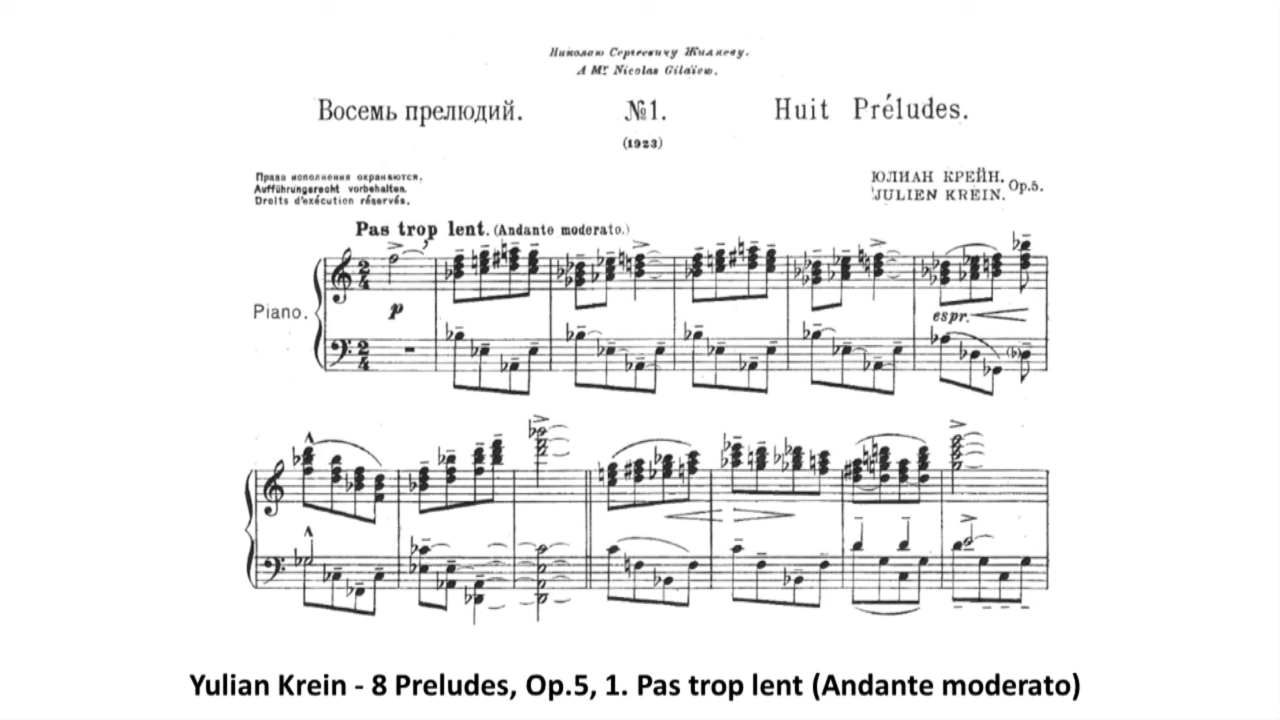 Николаю Сергеевичу Жиляеву.
A Mr Nicolas Gilaïew.
Восемь прелюдий. №1. Huit Préludes.
(1923)
Права исполнения охраняются.
Aufführungsrecht vorbehalten.
Droits d'exécution réservés.
ЮЛИАН КРЕЙН.
JULIEN KREIN. Op.5.
Pas trop lent. (Andante moderato.)
Piano.
p
espr.
Yulian Krein - 8 Preludes, Op.5, 1. Pas trop lent (Andante moderato)